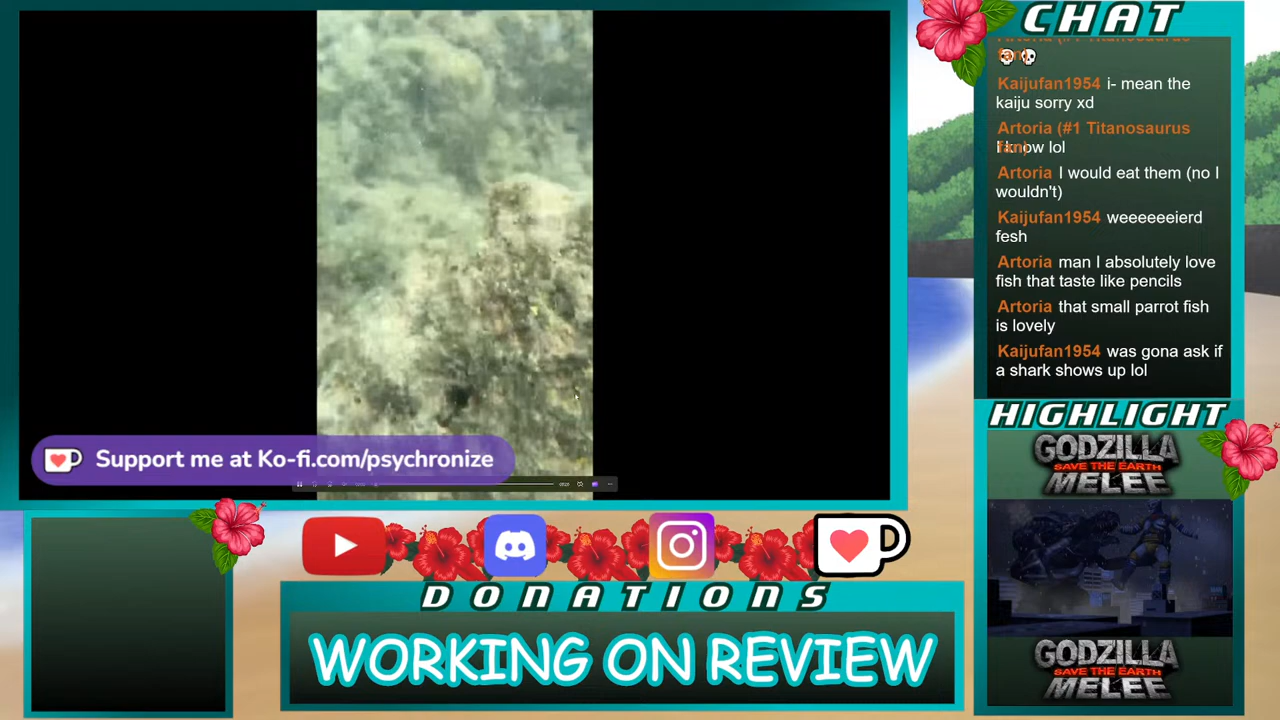 CHAT
Kaijufan1954 i- mean the
kaiju sorry xd
Artoria (#1 Titanosaurus
fan) I know lol
Artoria I would eat them (no I
wouldn't)
Kaijufan1954 weeeeeeierd
fesh
Artoria man I absolutely love
fish that taste like pencils
Artoria that small parrot fish
is lovely
Kaijufan1954 was gona ask if
a shark shows up lol
HIGHLIGHT
GODZILLA
SAVE THE EARTH
MELEE
GODZILLA
SAVE THE EARTH
MELEE
Support me at Ko-fi.com/psychronize
DONATIONS
WORKING ON REVIEW